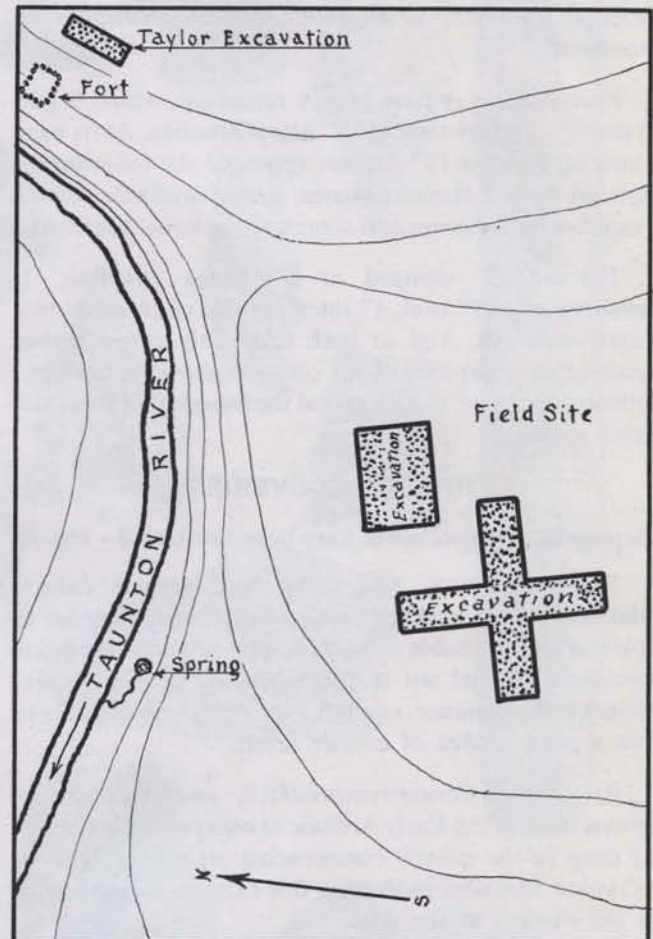 Taylor Excavation
Fort
TAUNTON RIVER
Field Site
Excavation
Excavation
Spring
N
S